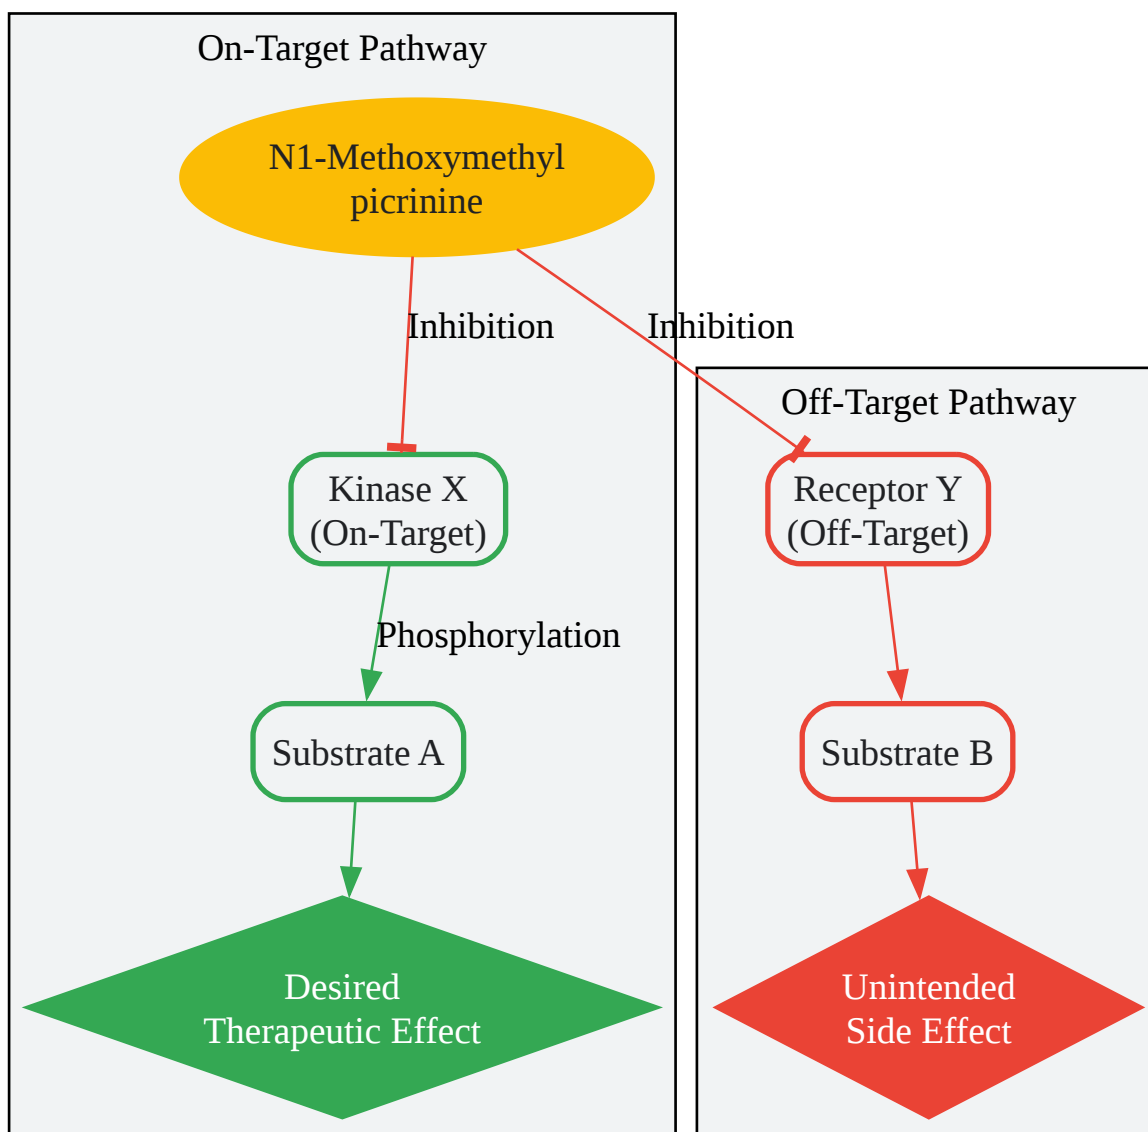 On-Target Pathway
N1-Methoxymethyl
picrinine
Inhibition
Inhibition
Off-Target Pathway
Kinase X
(On-Target)
Receptor Y
(Off-Target)
Phosphorylation
Substrate A
Substrate B
Desired
Therapeutic Effect
Unintended
Side Effect